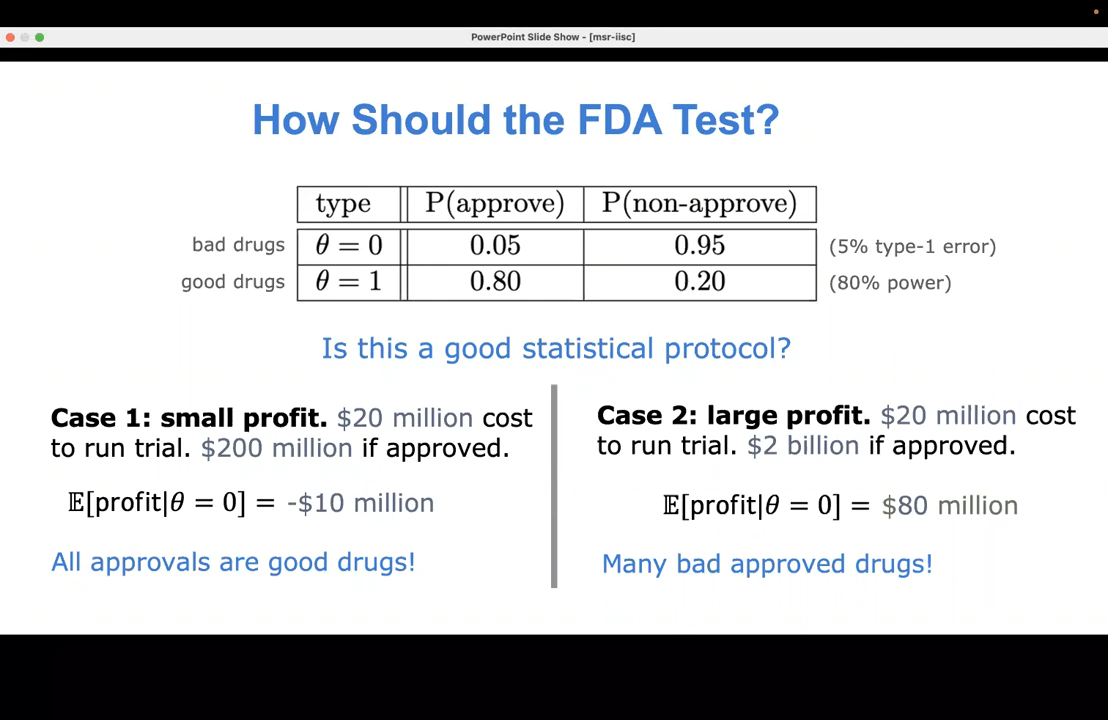 PowerPoint Slide Show - [msr-iisc]
How Should the FDA Test?
type P(approve) P(non-approve)
bad drugs θ = 0 0.05 0.95 (5% type-1 error)
good drugs θ = 1 0.80 0.20 (80% power)
Is this a good statistical protocol?
Case 1: small profit. $20 million cost
to run trial. $200 million if approved.
𝔼[profit|θ = 0] = -$10 million
All approvals are good drugs!
Case 2: large profit. $20 million cost
to run trial. $2 billion if approved.
𝔼[profit|θ = 0] = $80 million
Many bad approved drugs!